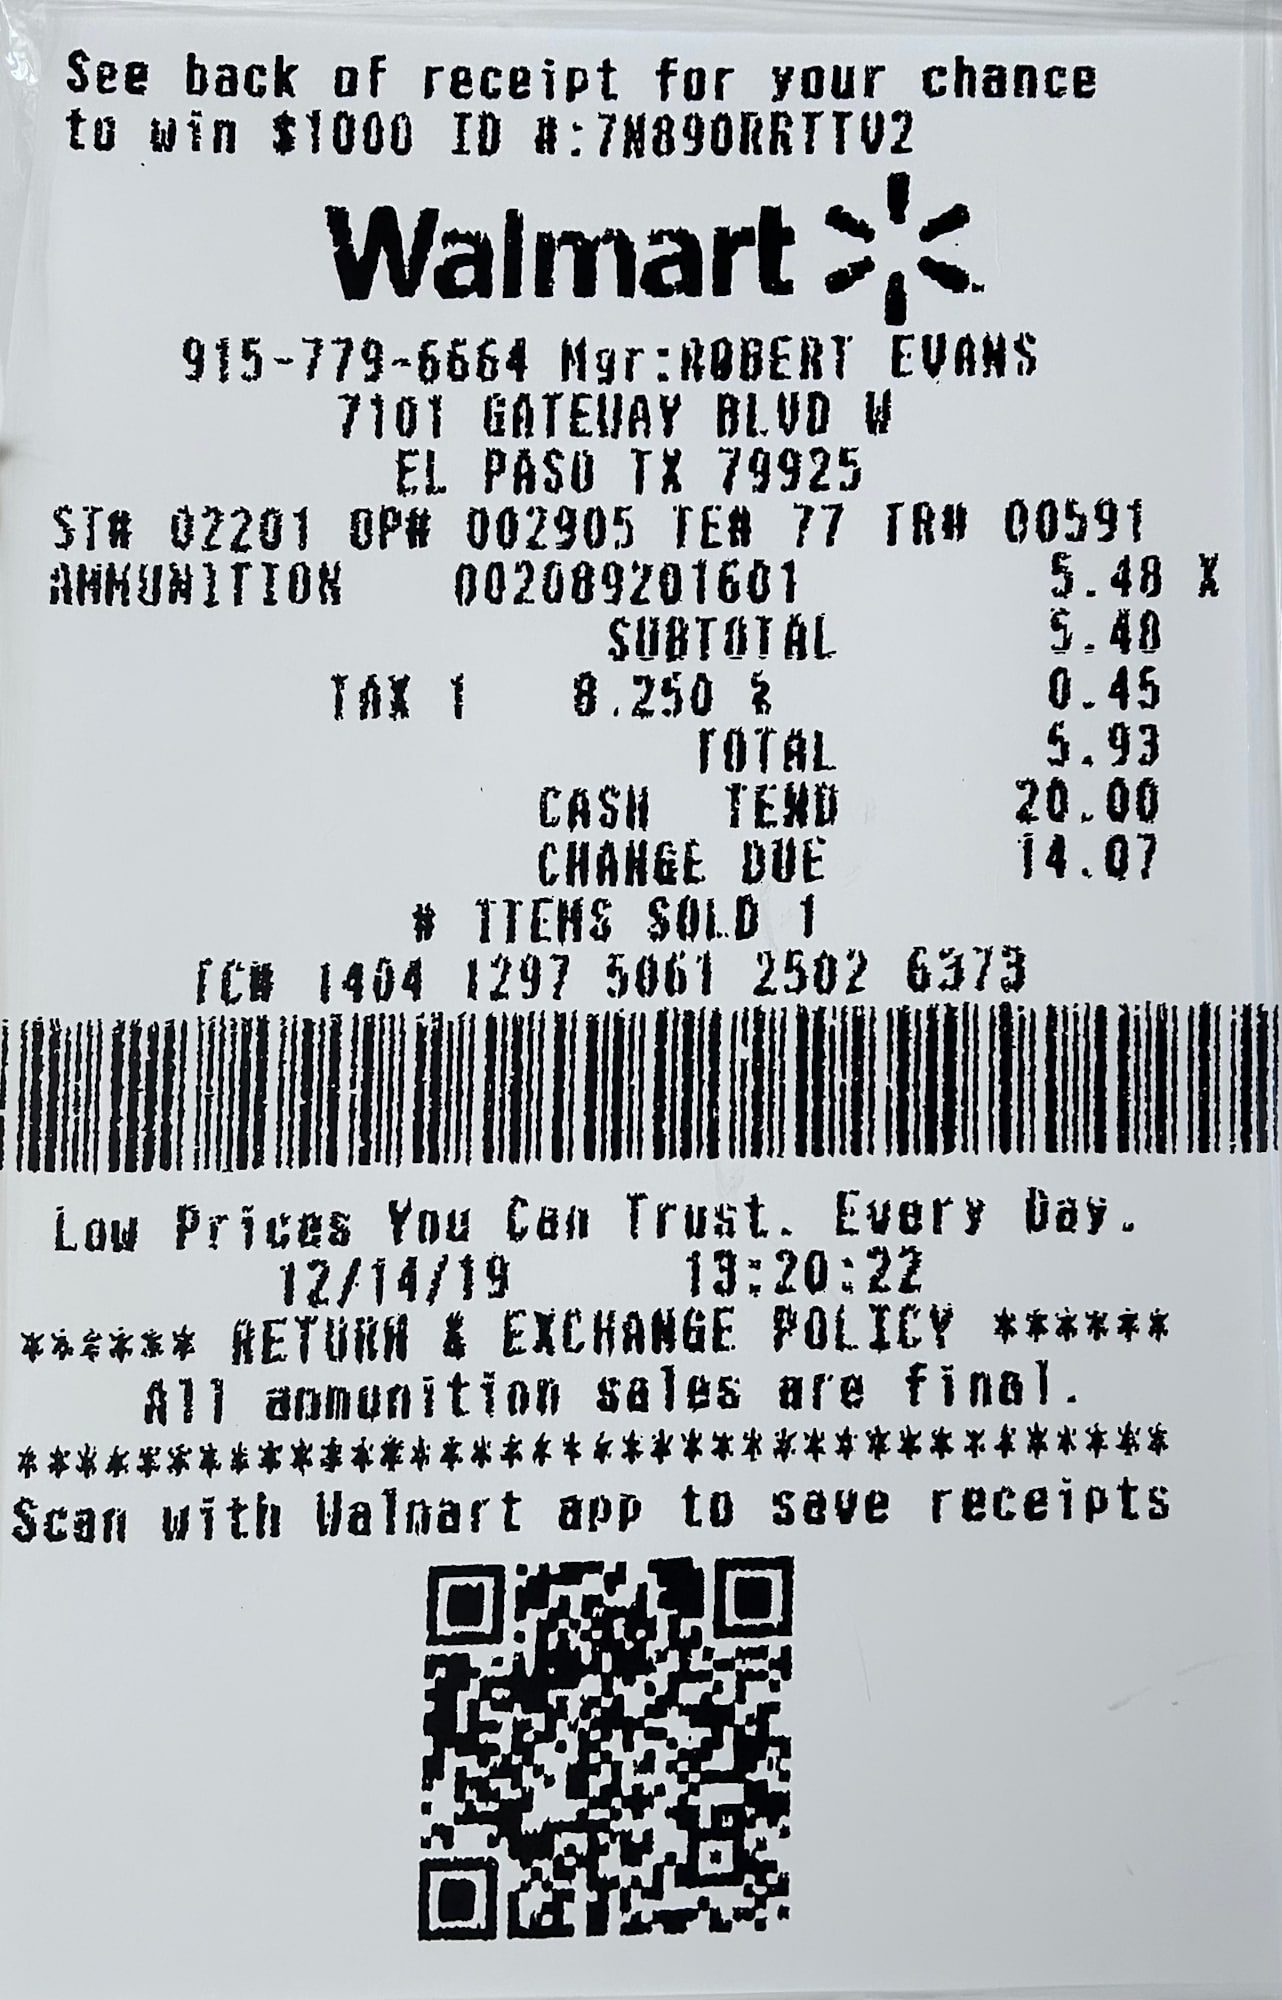 See back of receipt for your chance
to win $1000 ID #:7N890RRTTV2
Walmart
915-779-6664 Mgr:ROBERT EVANS
7101 GATEWAY BLVD W
EL PASO TX 79925
ST# 02201 OP# 002905 TE# 77 TR# 00591
AMMUNITION 002089201601 5.48 X
SUBTOTAL 5.48
TAX 1 8.250 % 0.45
TOTAL 5.93
CASH TEND 20.00
CHANGE DUE 14.07
# ITEMS SOLD 1
TC# 1404 1297 5061 2502 6373
Low Prices You Can Trust. Every Day.
12/14/19 13:20:22
****** RETURN & EXCHANGE POLICY ******
All ammunition sales are final.
**************************************
Scan with Walmart app to save receipts